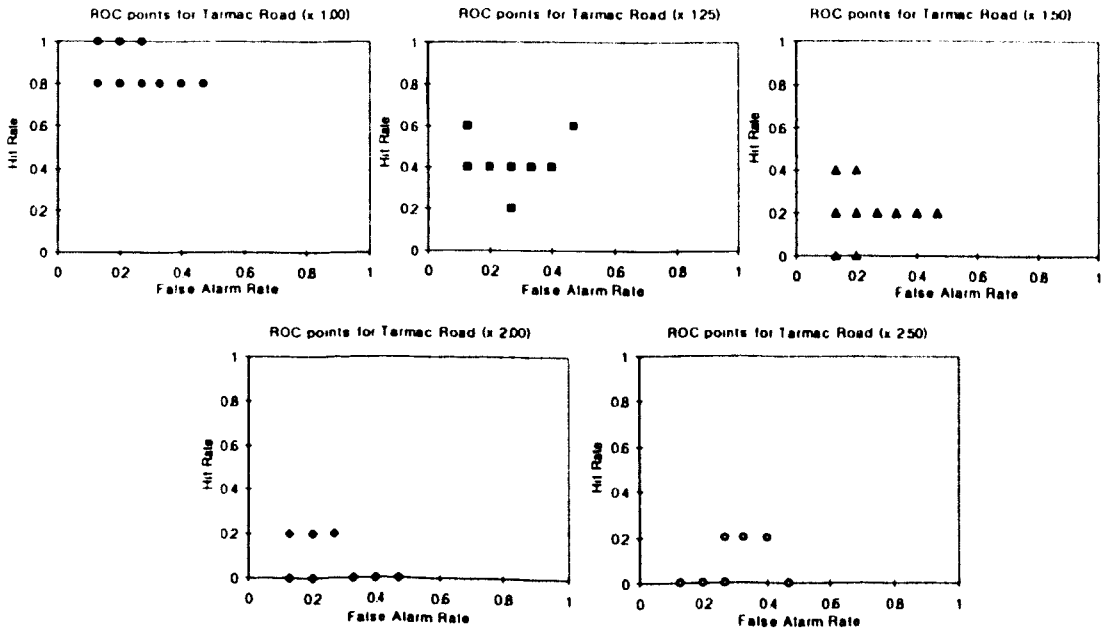 ROC points for Tarmac Road (x 1.00)
1
0.8
0.6
0.4
0.2
0
Hit Rate
0 0.2 0.4 0.6 0.8 1
False Alarm Rate
ROC points for Tarmac Road (x 1.25)
1
0.8
0.6
0.4
0.2
0
Hit Rate
0 0.2 0.4 0.6 0.8 1
False Alarm Rate
ROC points for Tarmac Road (x 1.50)
1
0.8
0.6
0.4
0.2
0
Hit Rate
0 0.2 0.4 0.6 0.8 1
False Alarm Rate
ROC points for Tarmac Road (x 2.00)
1
0.8
0.6
0.4
0.2
0
Hit Rate
0 0.2 0.4 0.6 0.8 1
False Alarm Rate
ROC points for Tarmac Road (x 2.50)
1
0.8
0.6
0.4
0.2
0
Hit Rate
0 0.2 0.4 0.6 0.8 1
False Alarm Rate